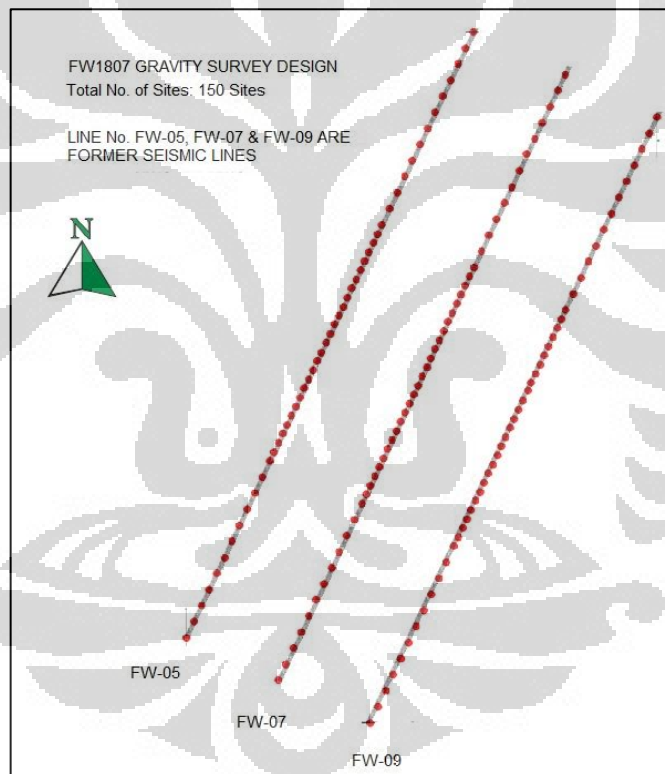 FW1807 GRAVITY SURVEY DESIGN
Total No. of Sites: 150 Sites
LINE No. FW-05, FW-07 & FW-09 ARE
FORMER SEISMIC LINES
N
FW-05
FW-07
FW-09